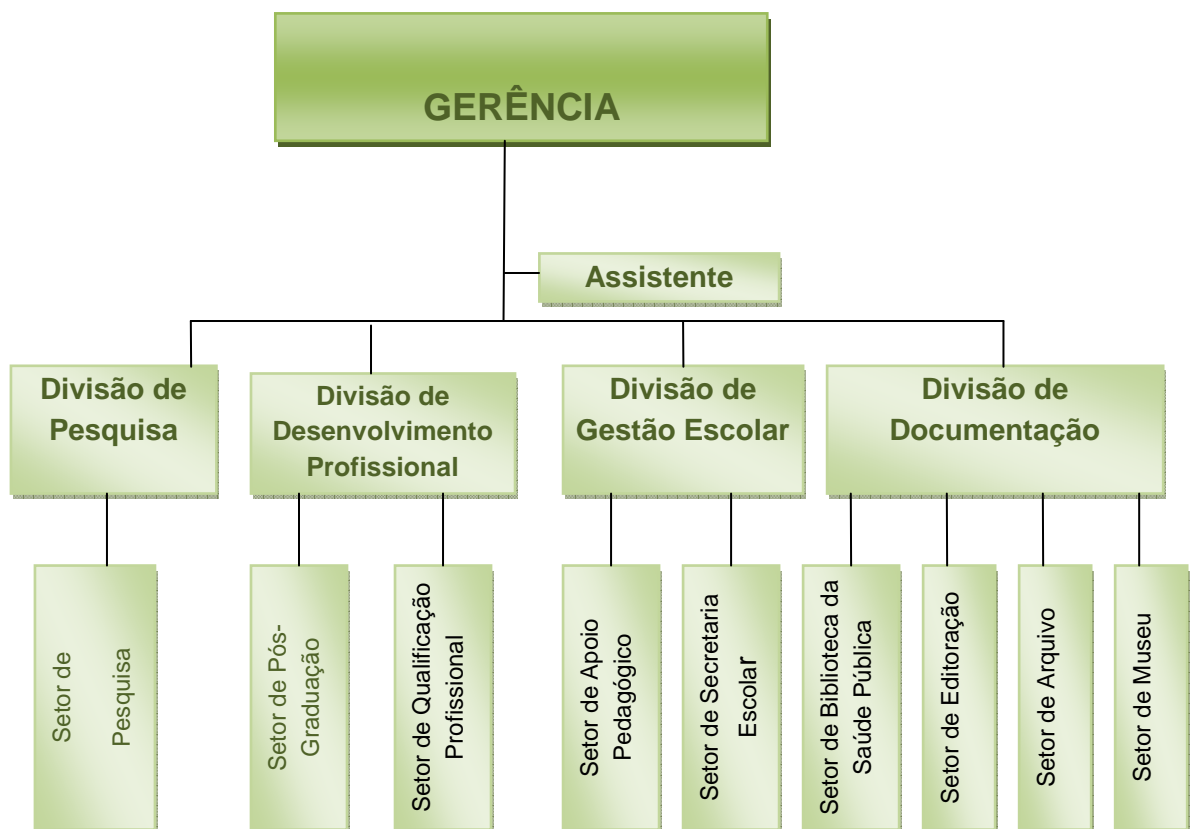 GERÊNCIA
Assistente
Divisão de
Pesquisa
Divisão de
Desenvolvimento
Profissional
Divisão de
Gestão Escolar
Divisão de
Documentação
Setor de
Pesquisa
Setor de Pós-
Graduação
Setor de Qualificação
Profissional
Setor de Apoio
Pedagógico
Setor de Secretaria
Escolar
Setor de Biblioteca da
Saúde Pública
Setor de Editoração
Setor de Arquivo
Setor de Museu